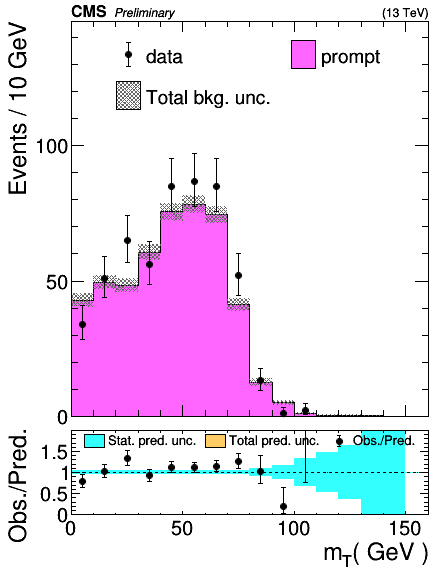 CMS Preliminary (13 TeV)
data
prompt
Total bkg. unc.
Events / 10 GeV
100
50
0
Stat. pred. unc. Total pred. unc. Obs./Pred.
Obs./Pred.
1.5
1
0.5
0
0 50 100 150
m_T( GeV )